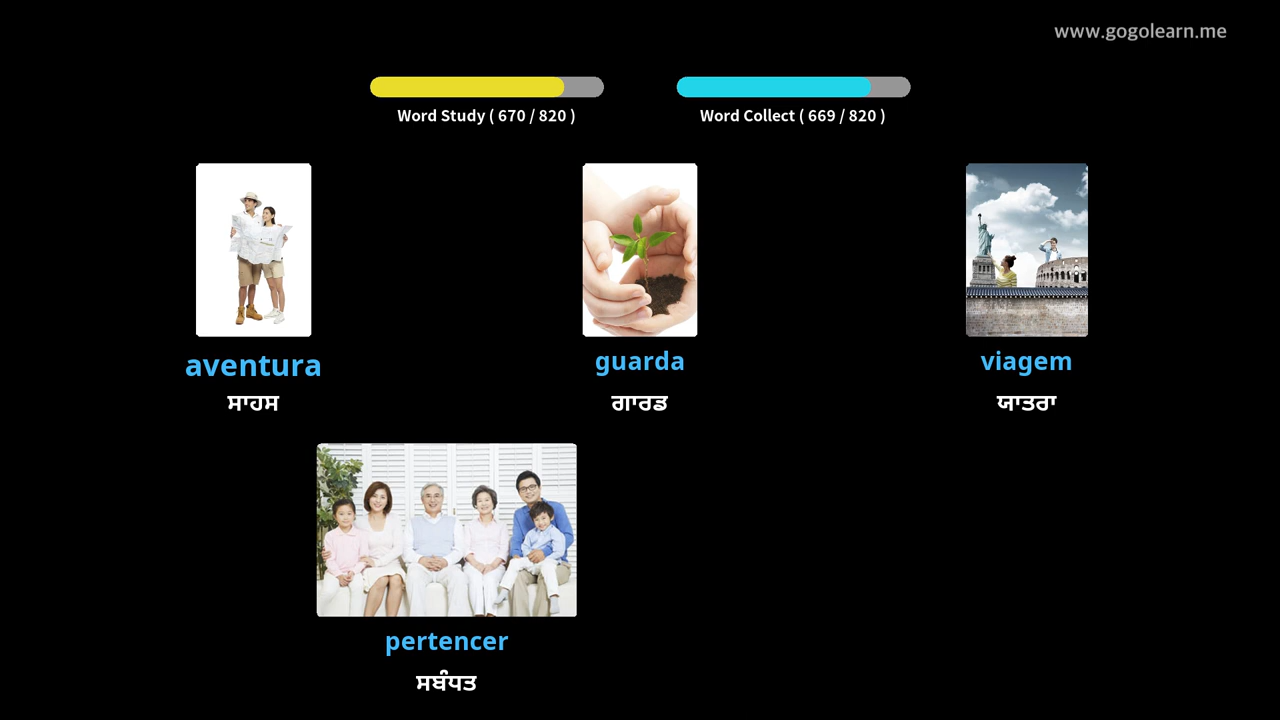 www.gogolearn.me
Word Study ( 670 / 820 )
Word Collect ( 669 / 820 )
aventura
guarda
viagem
ਸਾਹਸ
ਗਾਰਡ
ਯਾਤਰਾ
pertencer
ਸਬੰਧਤ